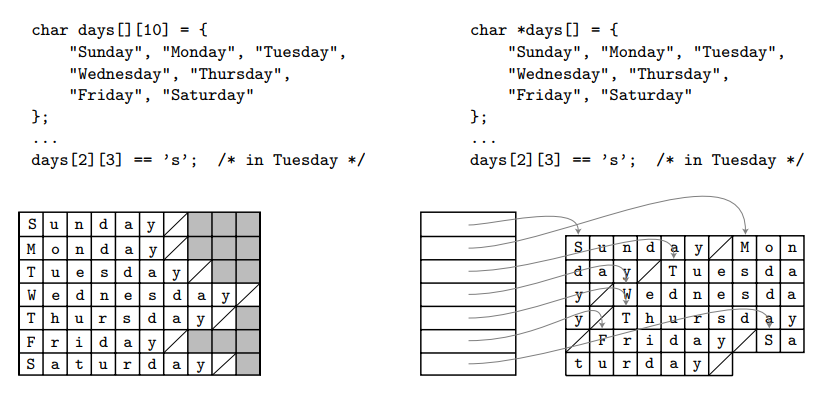 char days[][10] = {
"Sunday", "Monday", "Tuesday",
"Wednesday", "Thursday",
"Friday", "Saturday"
};
...
days[2][3] == ’s’; /* in Tuesday */
char *days[] = {
"Sunday", "Monday", "Tuesday",
"Wednesday", "Thursday",
"Friday", "Saturday"
};
...
days[2][3] == ’s’; /* in Tuesday */
S u n d a y
M o n d a y
T u e s d a y
W e d n e s d a y
T h u r s d a y
F r i d a y
S a t u r d a y
S u n d a y M o n
d a y T u e s d a
y W e d n e s d a
y T h u r s d a y
F r i d a y S a
t u r d a y